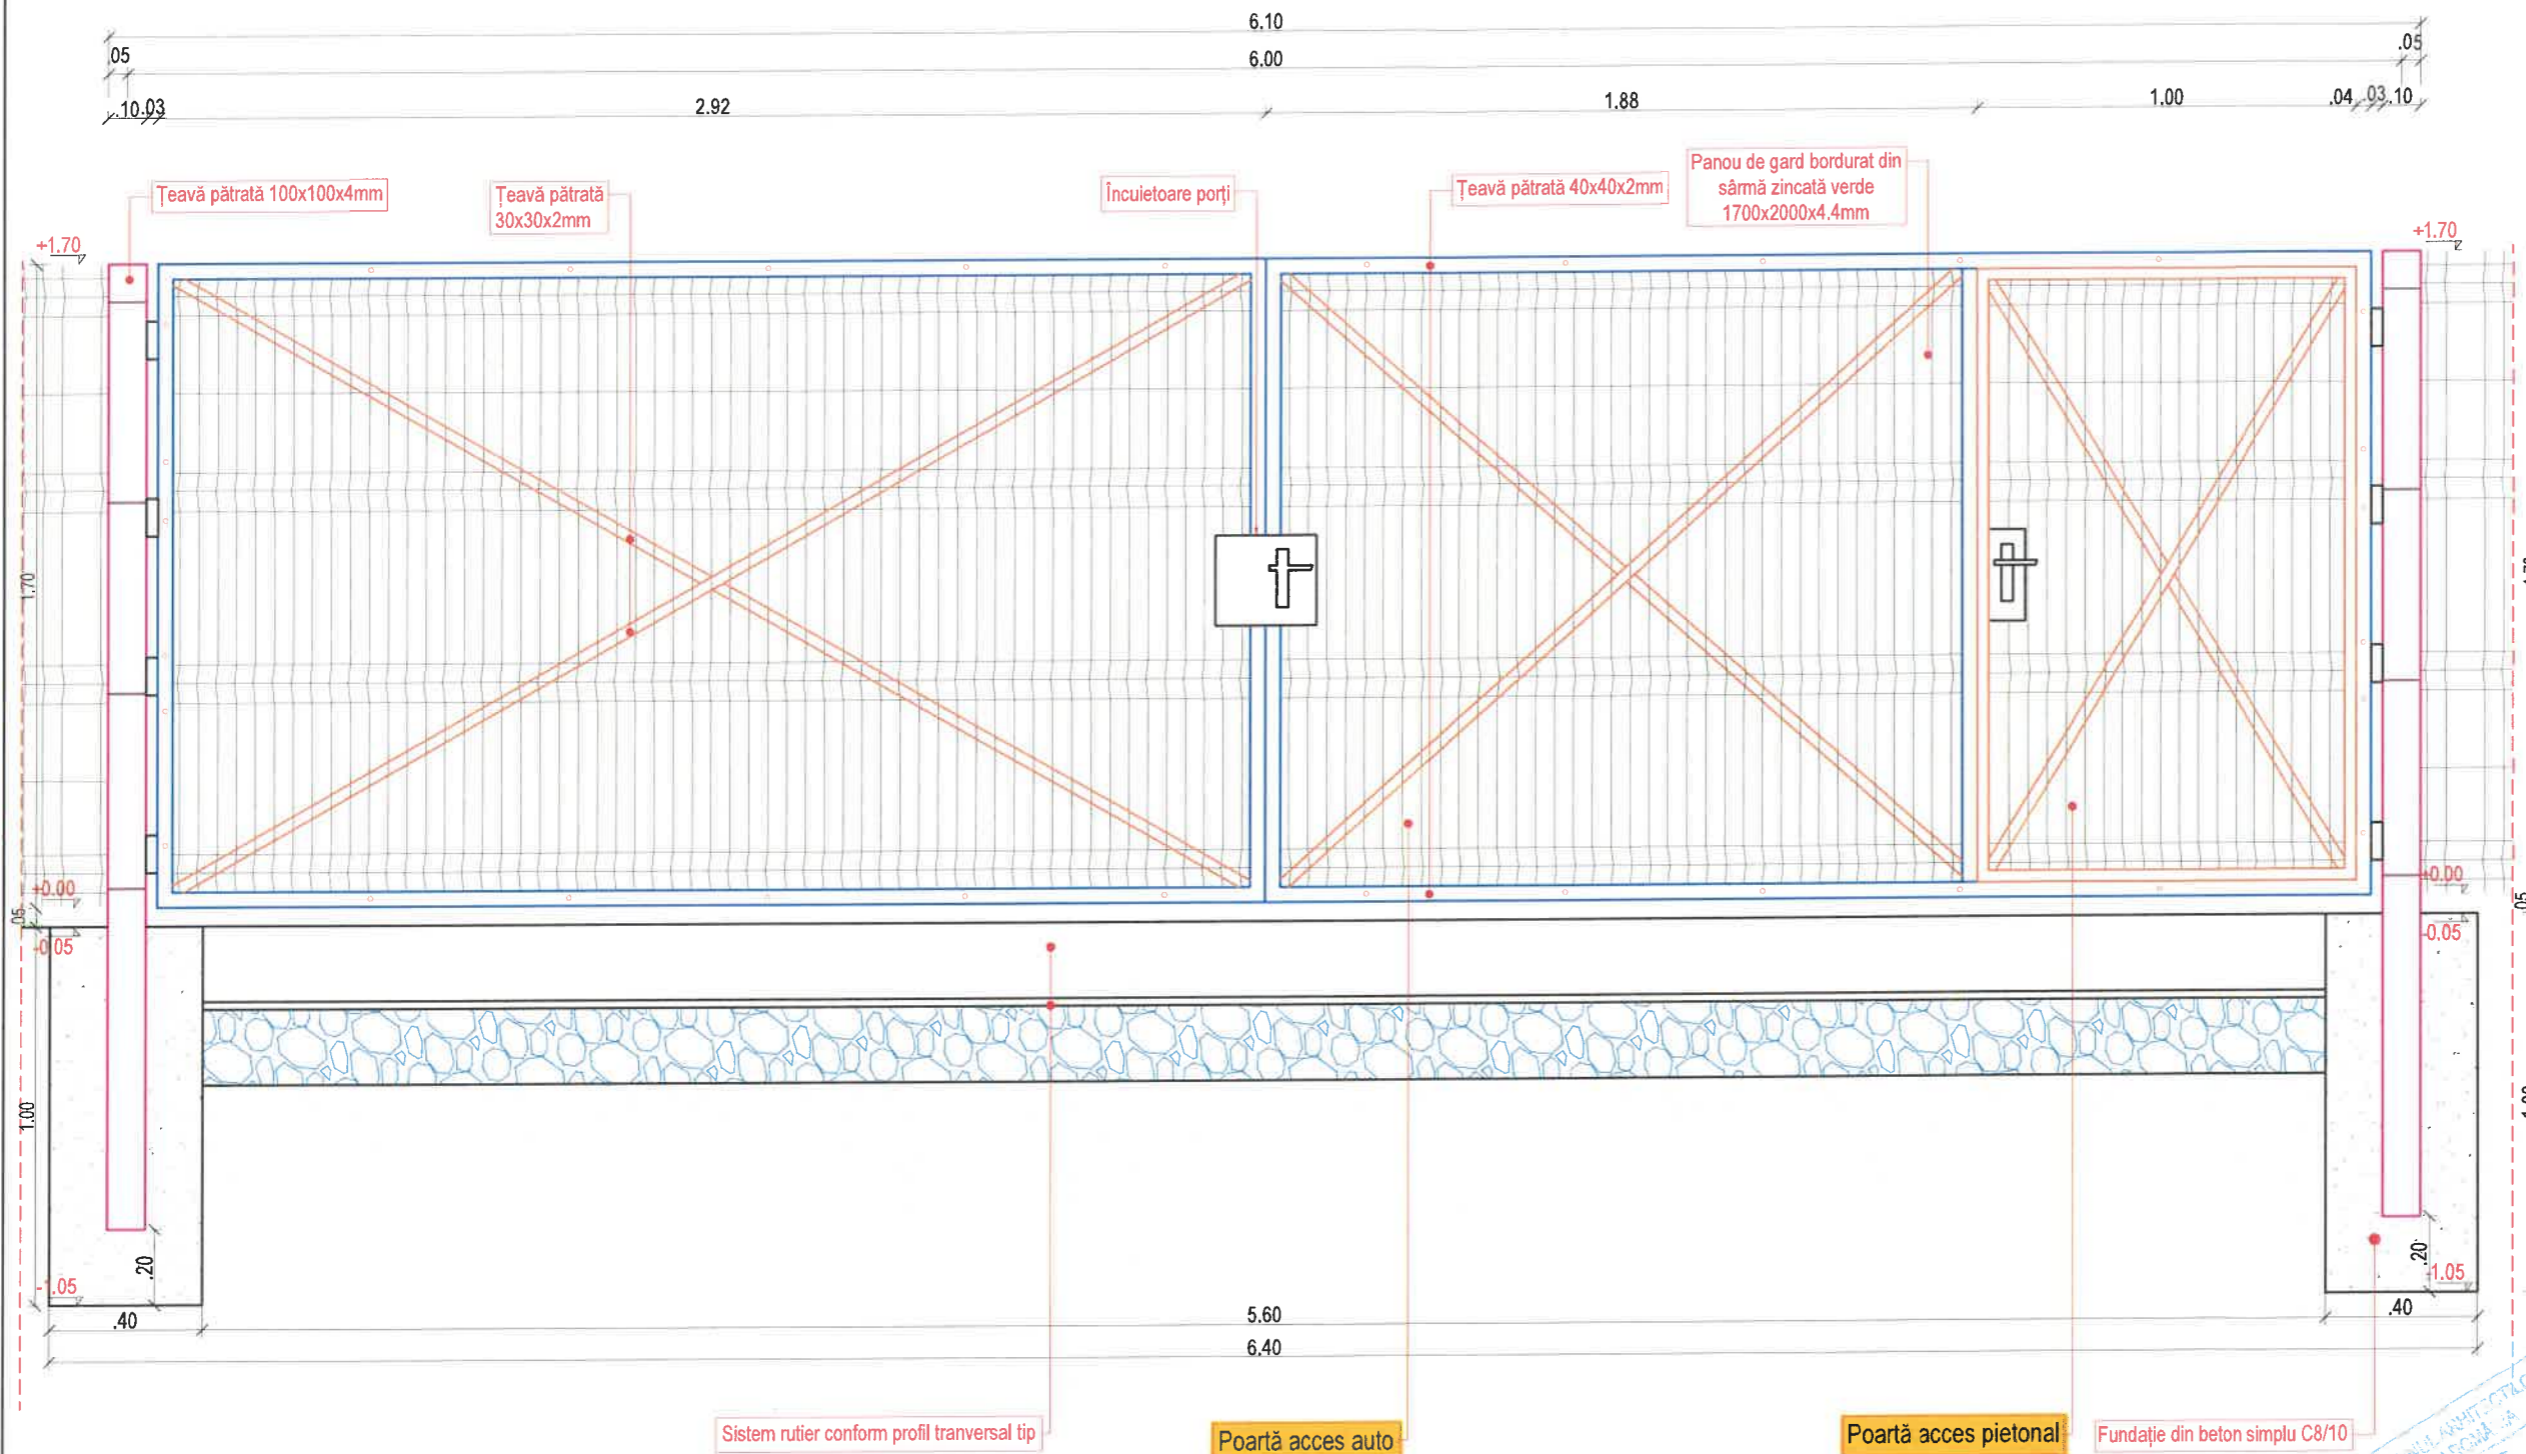 6.10
.05
.05
6.00
.10 .03
2.92
1.88
1.00
.04 .03 .10
Țeavă pătrată 100x100x4mm
Țeavă pătrată
30x30x2mm
Încuietoare porți
Țeavă pătrată 40x40x2mm
Panou de gard bordurat din
sârmă zincată verde
1700x2000x4.4mm
+1.70
+1.70
1.70
+0.00
+0.00
.05
.05
-0.05
-0.05
1.00
.20
.20
-1.05
-1.05
.40
5.60
.40
6.40
Sistem rutier conform profil tranversal tip
Poartă acces auto
Poartă acces pietonal
Fundație din beton simplu C8/10